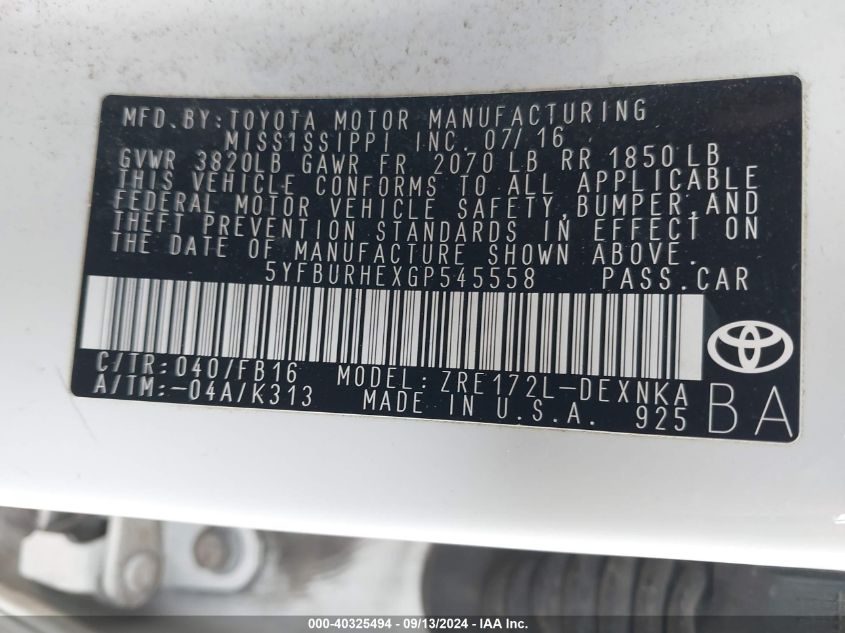 MFD.BY:TOYOTA MOTOR MANUFACTURING
MISS1SSIPPI INC. 07/16
GVWR 3820LB GAWR FR 2070 LB RR 1850 LB
THIS VEHICLE CONFORMS TO ALL APPLICABLE
FEDERAL MOTOR VEHICLE SAFETY, BUMPER, AND
THEFT PREVENTION STANDARDS IN EFFECT ON
THE DATE OF MANUFACTURE SHOWN ABOVE.
5YFBURHEXGP545558 PASS.CAR
C/TR:040/FB16 MODEL:ZRE172L-DEXNKA
A/TM:-04A/K313 MADE IN U.S.A. 925 BA
000-40325494 - 09/13/2024 - IAA Inc.